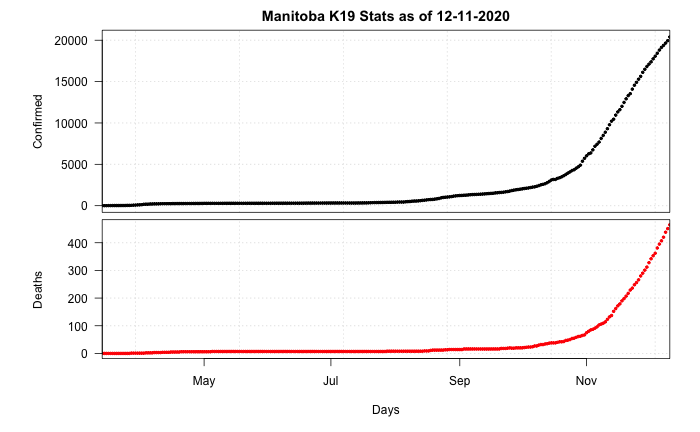 Manitoba K19 Stats as of 12-11-2020
20000
15000
10000
5000
0
Confirmed
400
300
200
100
0
Deaths
May Jul Sep Nov
Days